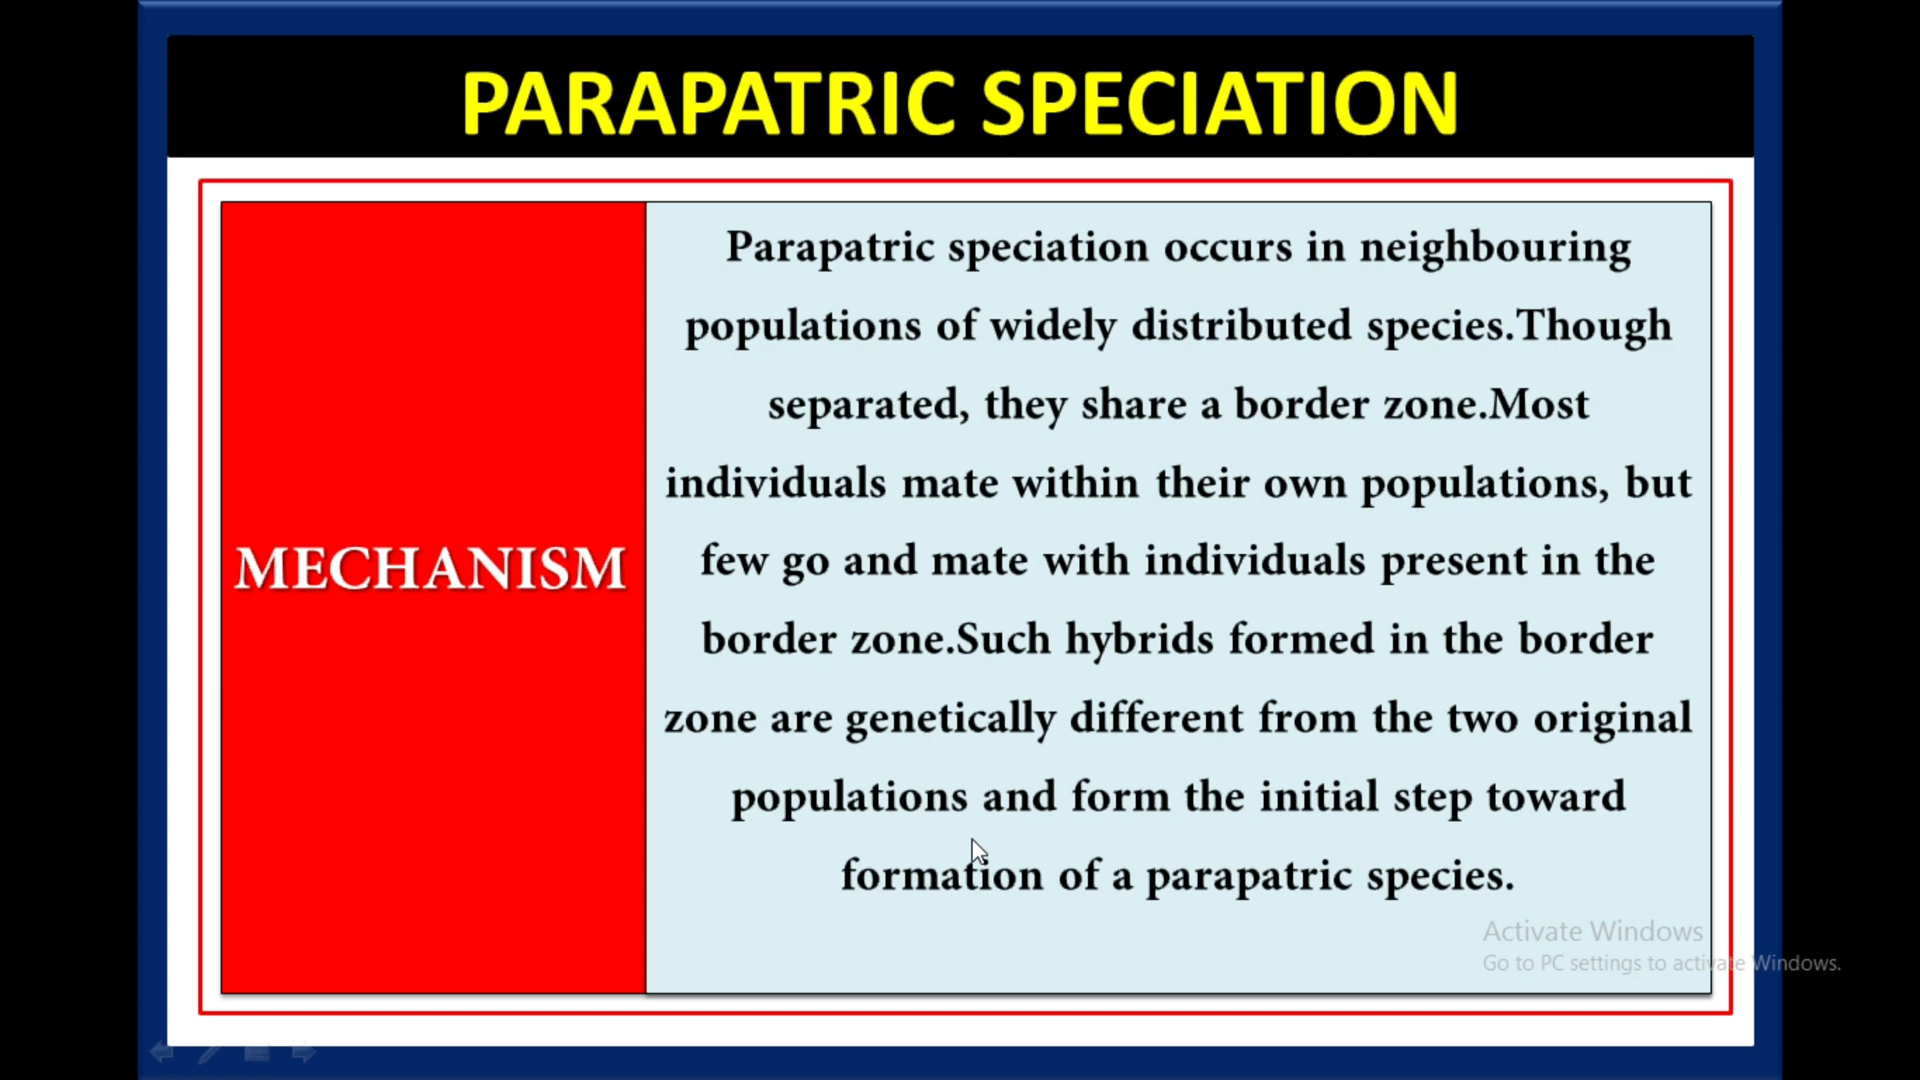 PARAPATRIC SPECIATION
MECHANISM
Parapatric speciation occurs in neighbouring
populations of widely distributed species.Though
separated, they share a border zone.Most
individuals mate within their own populations, but
few go and mate with individuals present in the
border zone.Such hybrids formed in the border
zone are genetically different from the two original
populations and form the initial step toward
formation of a parapatric species.
Activate Windows
Go to PC settings to activate Windows.